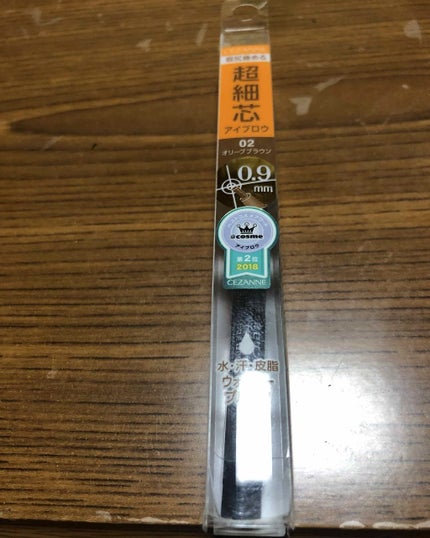 超細芯
アイブロウ
02
オリーブブラウン
0.9
mm
@cosme
アイブロウ
第2位
2018
CEZANNE
水・汗・皮脂